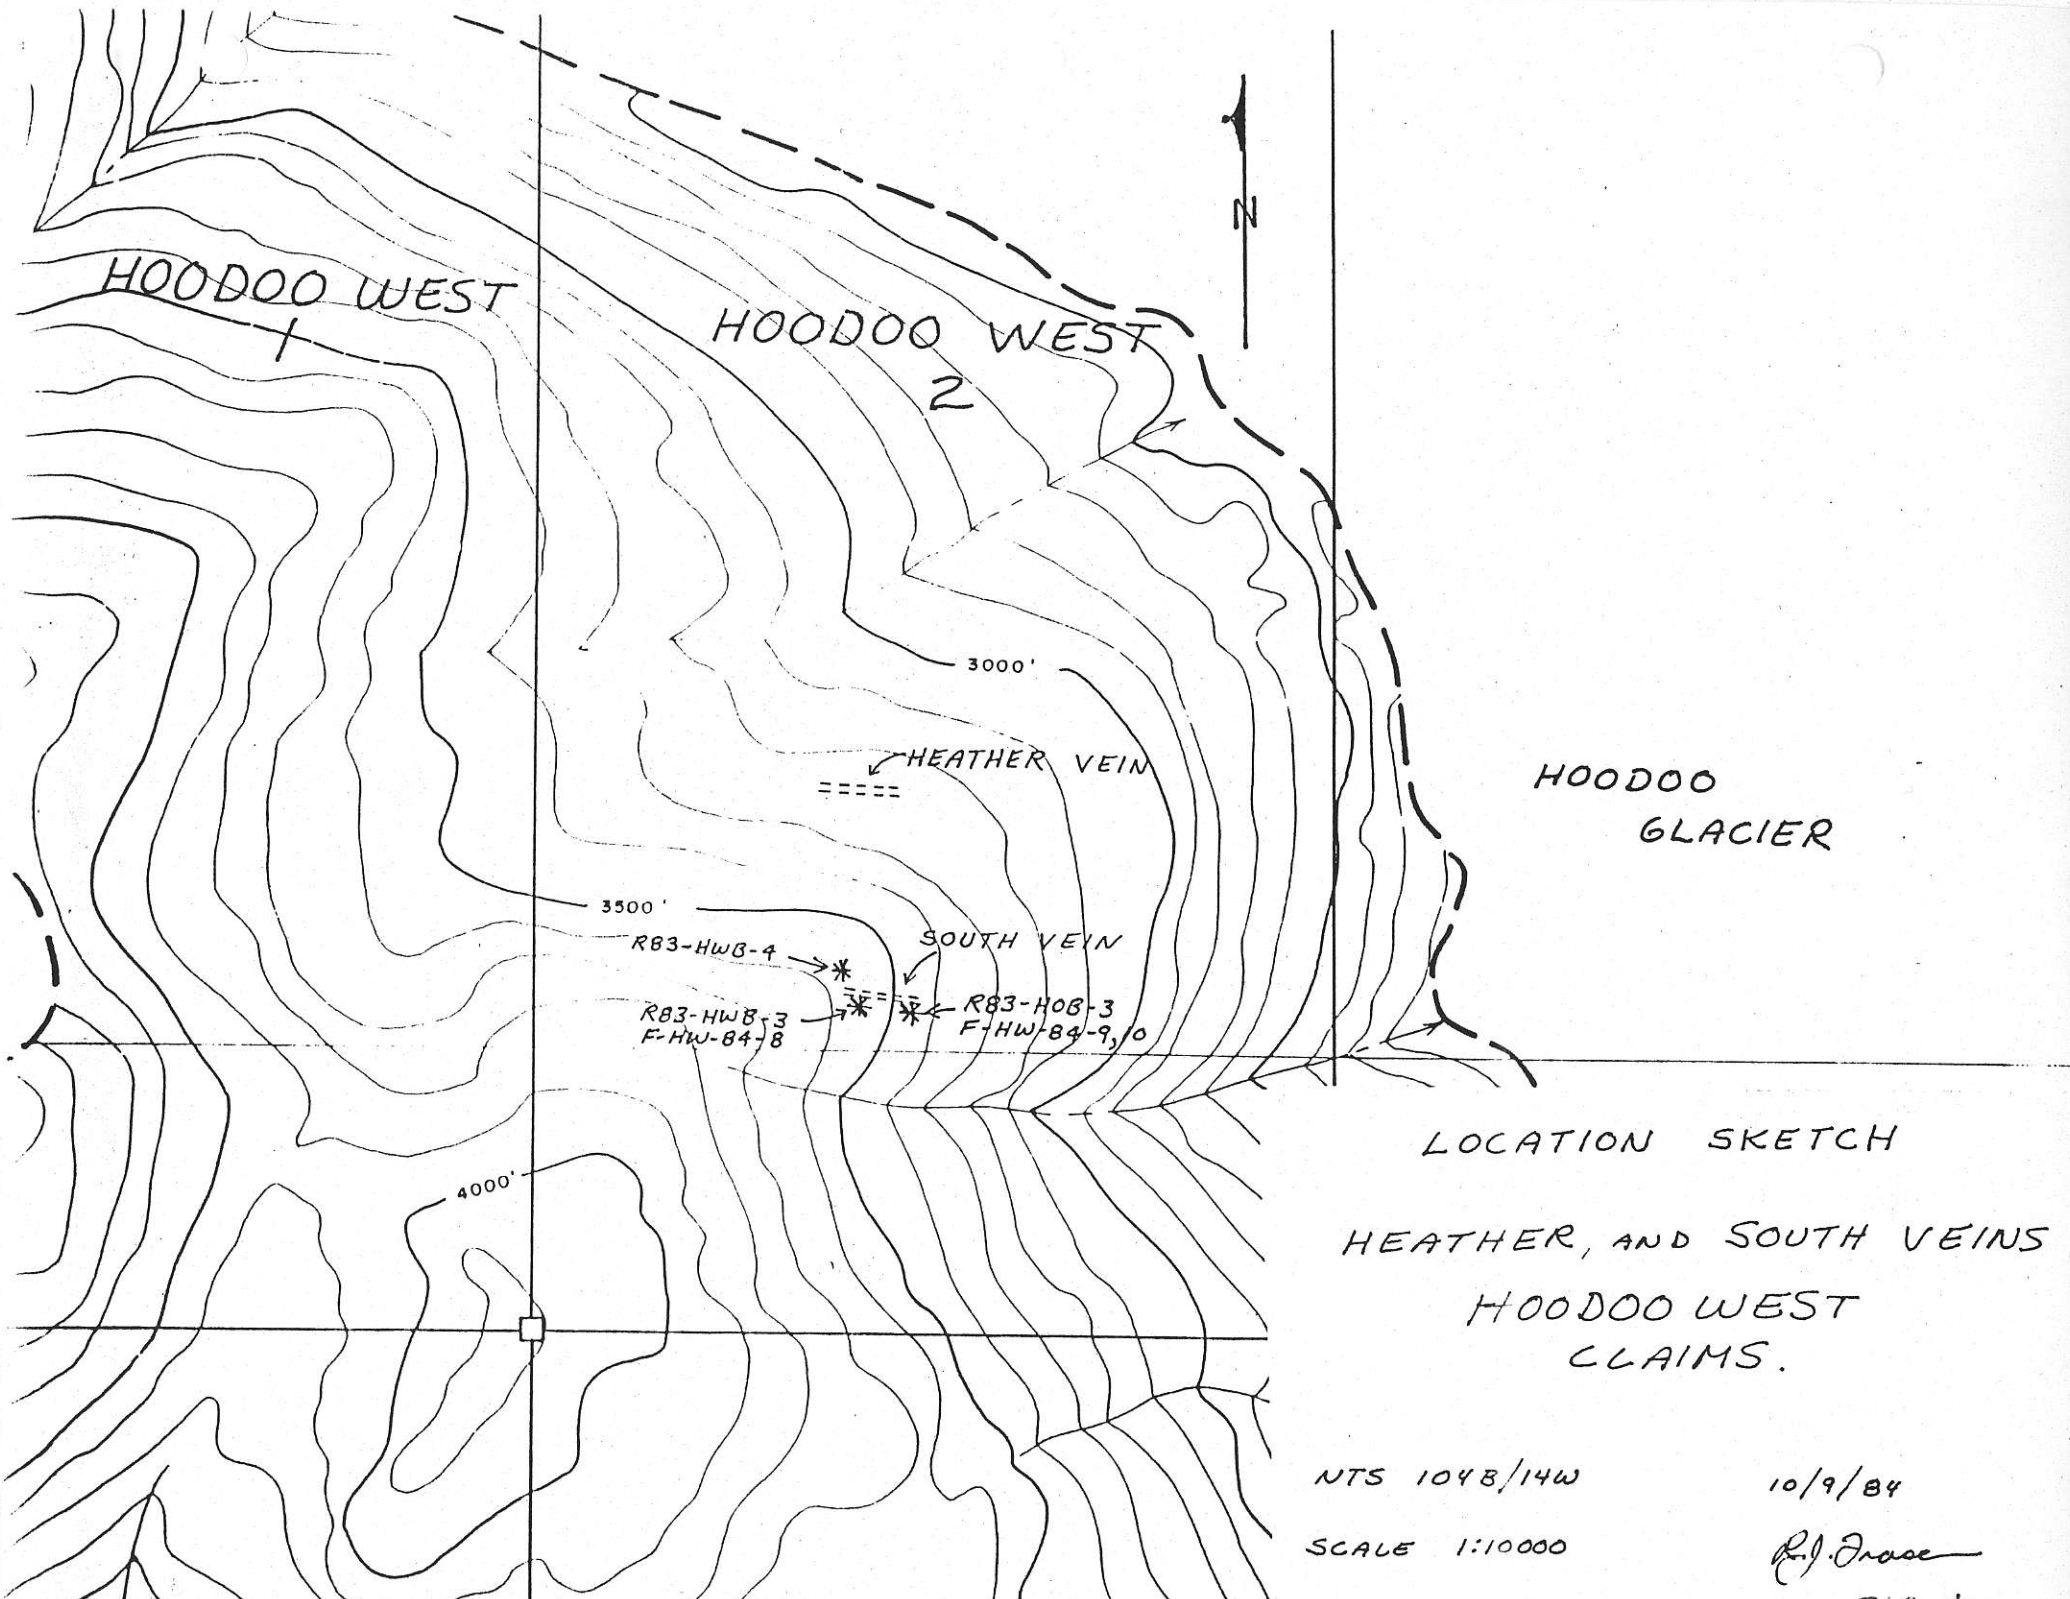 N
HOODOO WEST
1
HOODOO WEST
2
3000'
HEATHER VEIN
HOODOO
GLACIER
3500'
R83-HWB-4
SOUTH VEIN
R83-HWB-3
F-HW-84-8
R83-HOB-3
F-HW-84-9,10
4000'
LOCATION SKETCH
HEATHER, AND SOUTH VEINS
HOODOO WEST
CLAIMS.
NTS 104B/14W
10/9/84
SCALE 1:10000